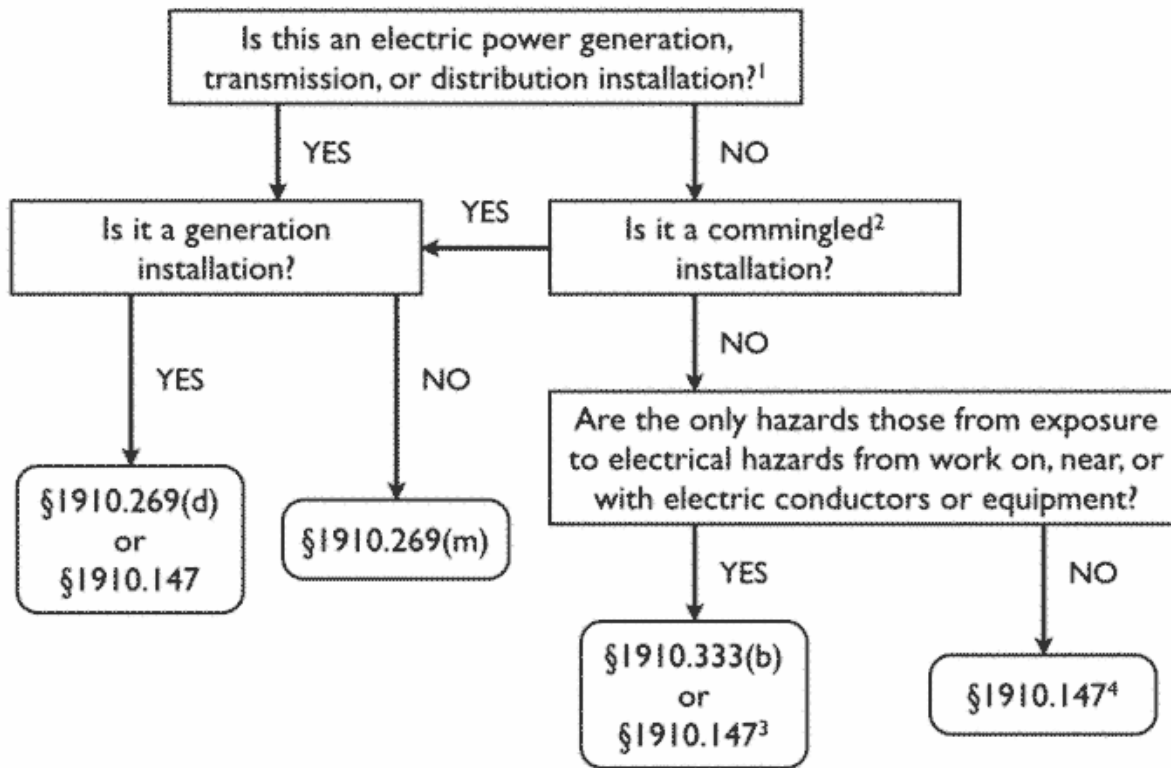 Is this an electric power generation,
transmission, or distribution installation?¹
YES
NO
Is it a generation
installation?
YES
Is it a commingled²
installation?
YES
NO
NO
Are the only hazards those from exposure
to electrical hazards from work on, near, or
with electric conductors or equipment?
§1910.269(d)
or
§1910.147
§1910.269(m)
YES
NO
§1910.333(b)
or
§1910.147³
§1910.147⁴